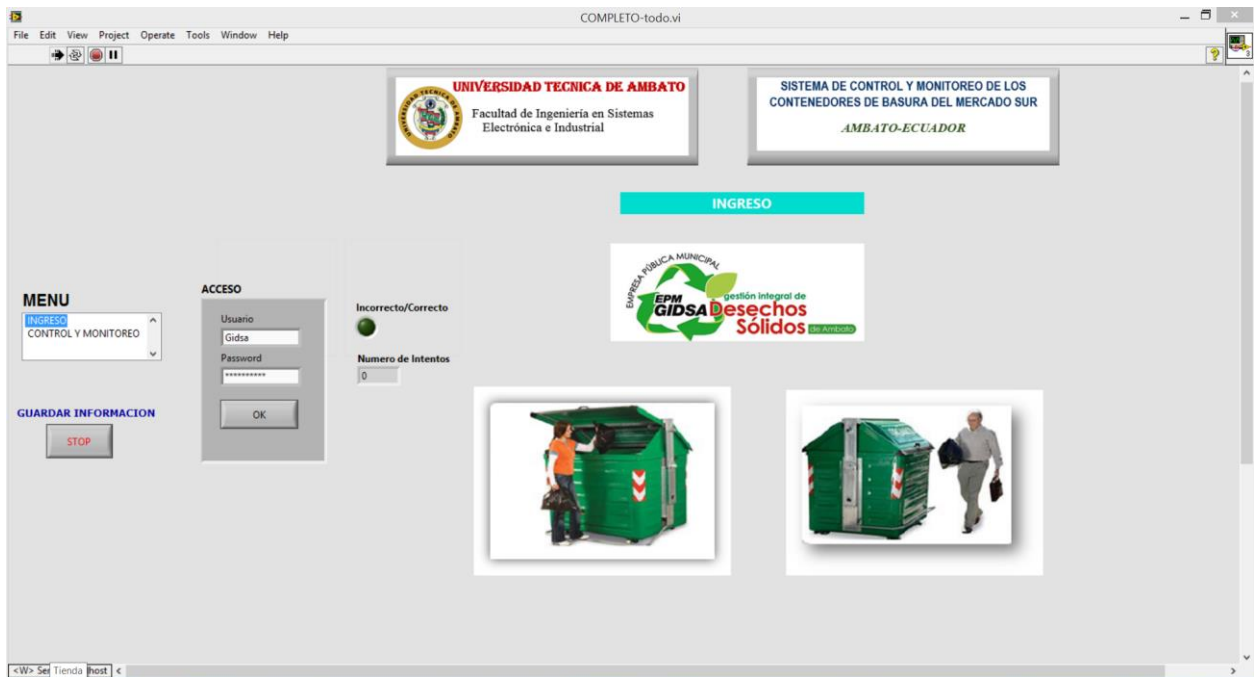 COMPLETO-todo.vi
File Edit View Project Operate Tools Window Help
3
UNIVERSIDAD TECNICA DE AMBATO
Facultad de Ingeniería en Sistemas
Electrónica e Industrial
SISTEMA DE CONTROL Y MONITOREO DE LOS
CONTENEDORES DE BASURA DEL MERCADO SUR
AMBATO-ECUADOR
INGRESO
EMPRESA PÚBLICA MUNICIPAL
EPM
GIDSA
gestión integral de
Desechos
Sólidos
de Ambato
MENU
INGRESO
CONTROL Y MONITOREO
GUARDAR INFORMACION
STOP
ACCESO
Usuario
Gidsa
Password
**********
OK
Incorrecto/Correcto
Numero de Intentos
0
<W> Ser Tienda host